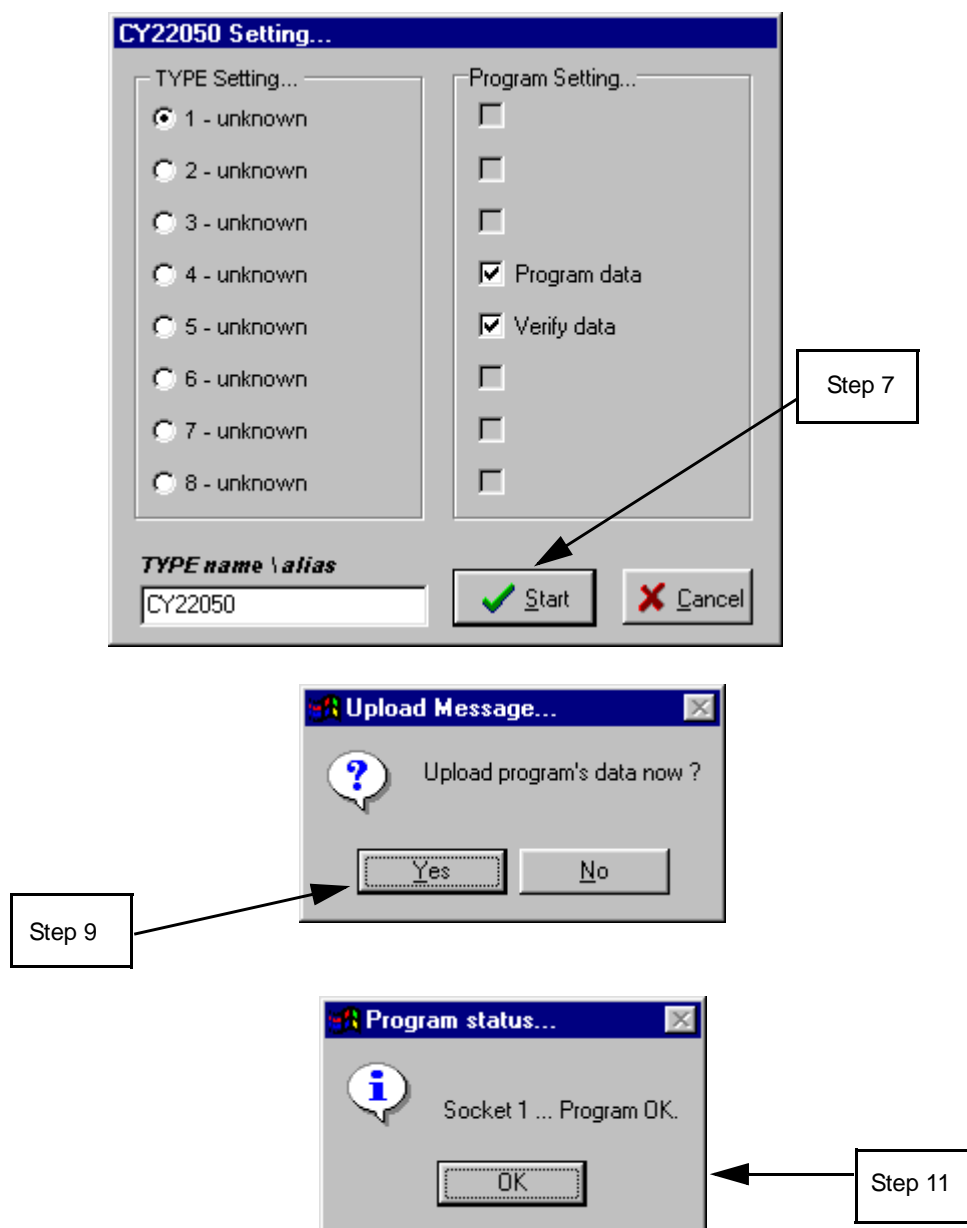 CY22050 Setting...
TYPE Setting...
1 - unknown
2 - unknown
3 - unknown
4 - unknown
5 - unknown
6 - unknown
7 - unknown
8 - unknown
Program Setting...
Program data
Verify data
Step 7
TYPE name \ alias
CY22050
Start
Cancel
Upload Message...
Upload program's data now ?
Yes
No
Step 9
Program status...
Socket 1 ... Program OK.
OK
Step 11